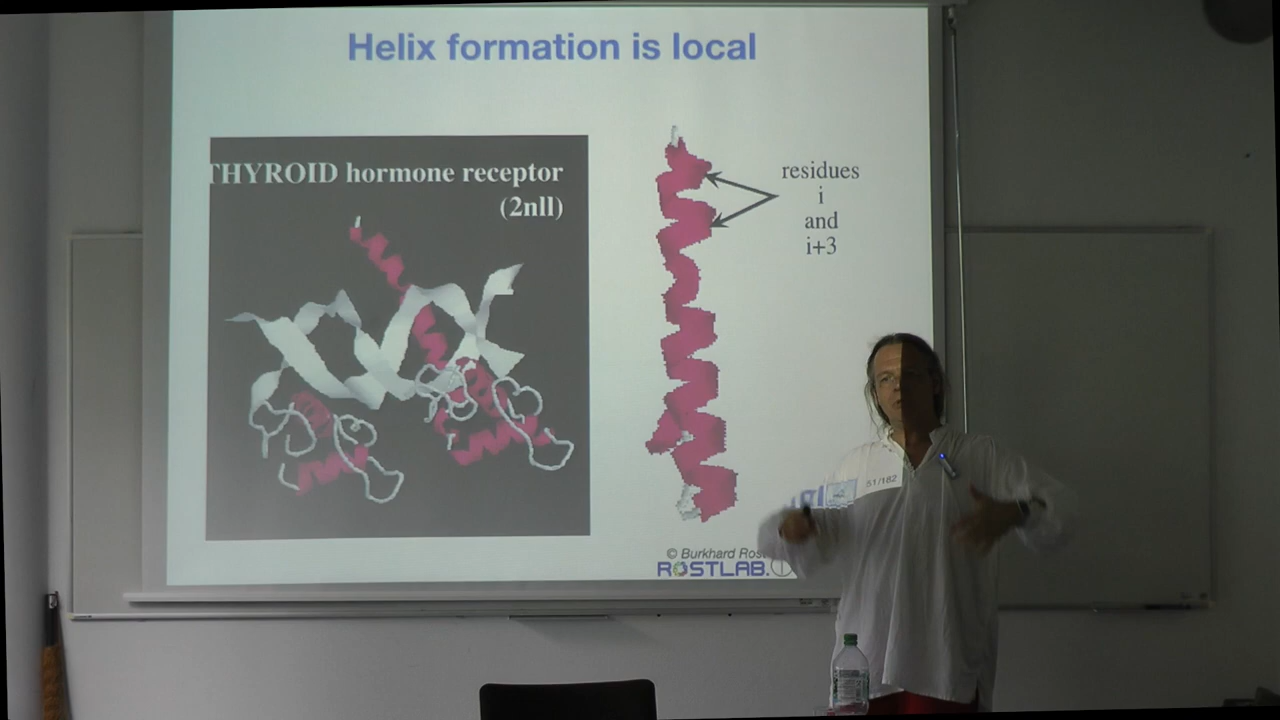 Helix formation is local
THYROID hormone receptor
(2nll)
residues
i
and
i+3
51/182
© Burkhard Rost
ROSTLAB.